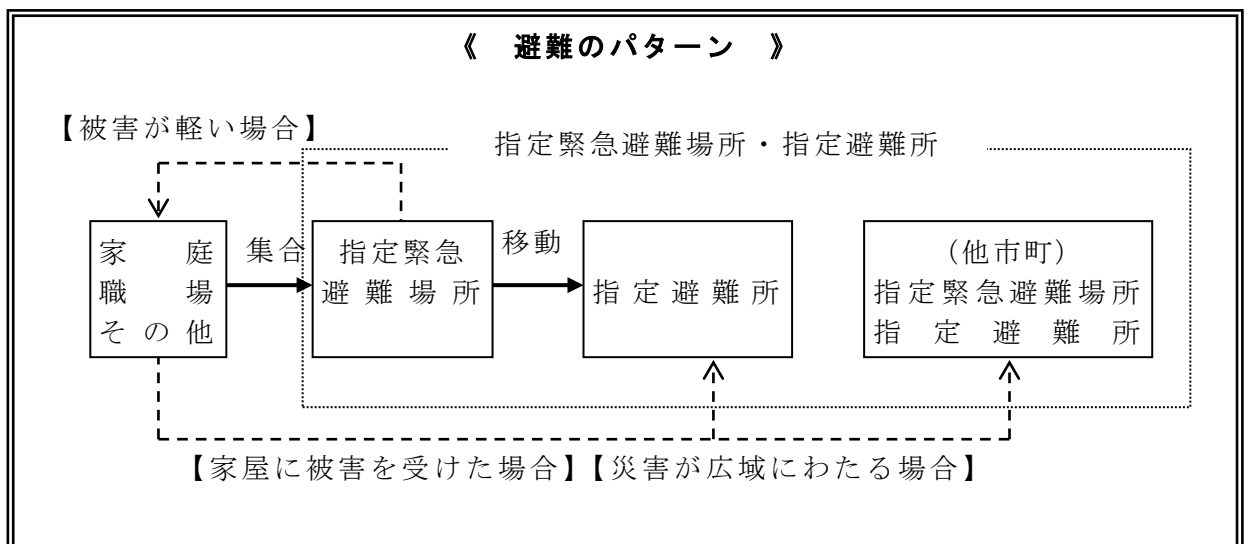 《 避難のパターン 》
【被害が軽い場合】
指定緊急避難場所・指定避難所
家庭
職場
その他
集合
指定緊急
避難場所
移動
指定避難所
（他市町）
指定緊急避難場所
指定避難所
【家屋に被害を受けた場合】【災害が広域にわたる場合】